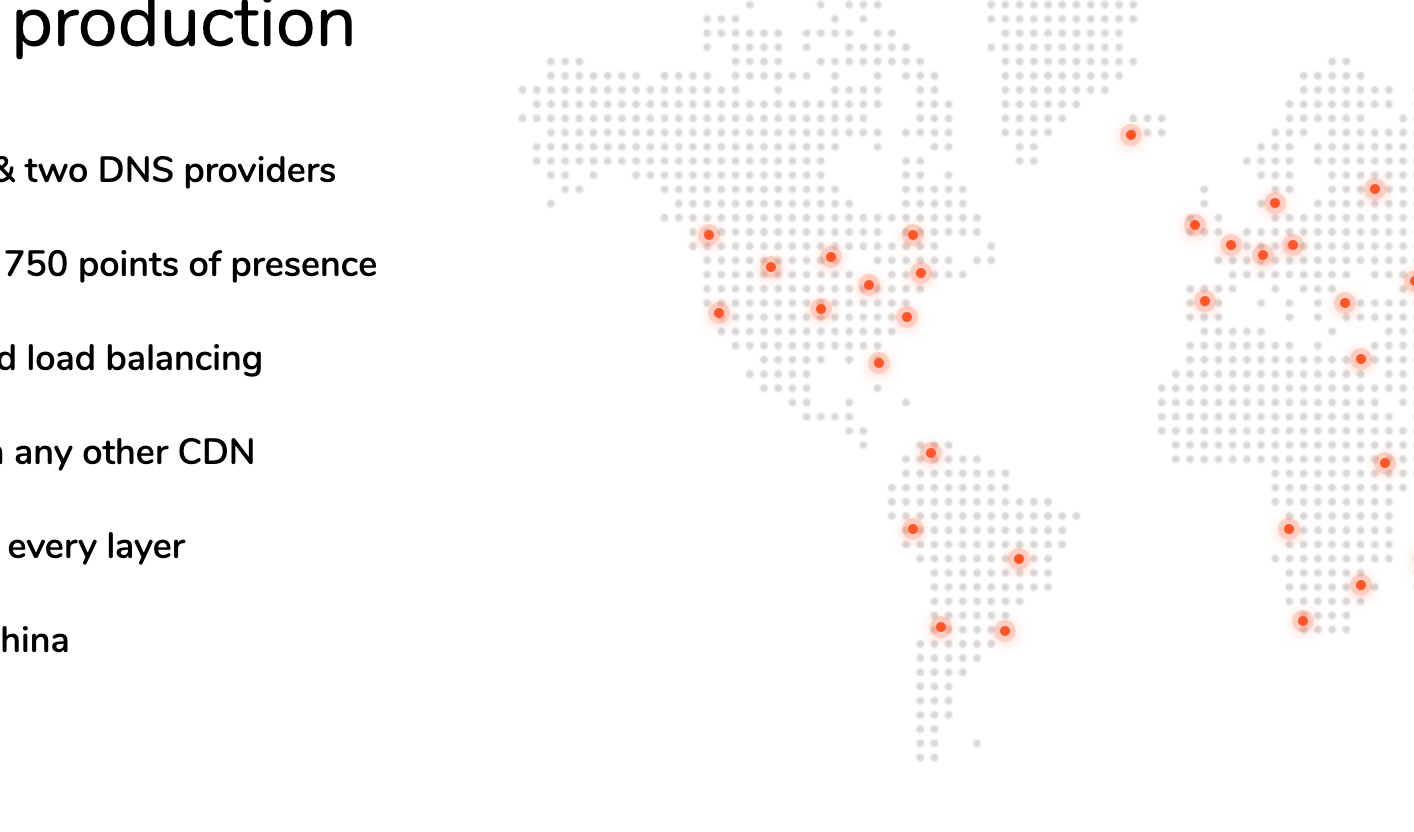 production
& two DNS providers
750 points of presence
d load balancing
any other CDN
every layer
hina